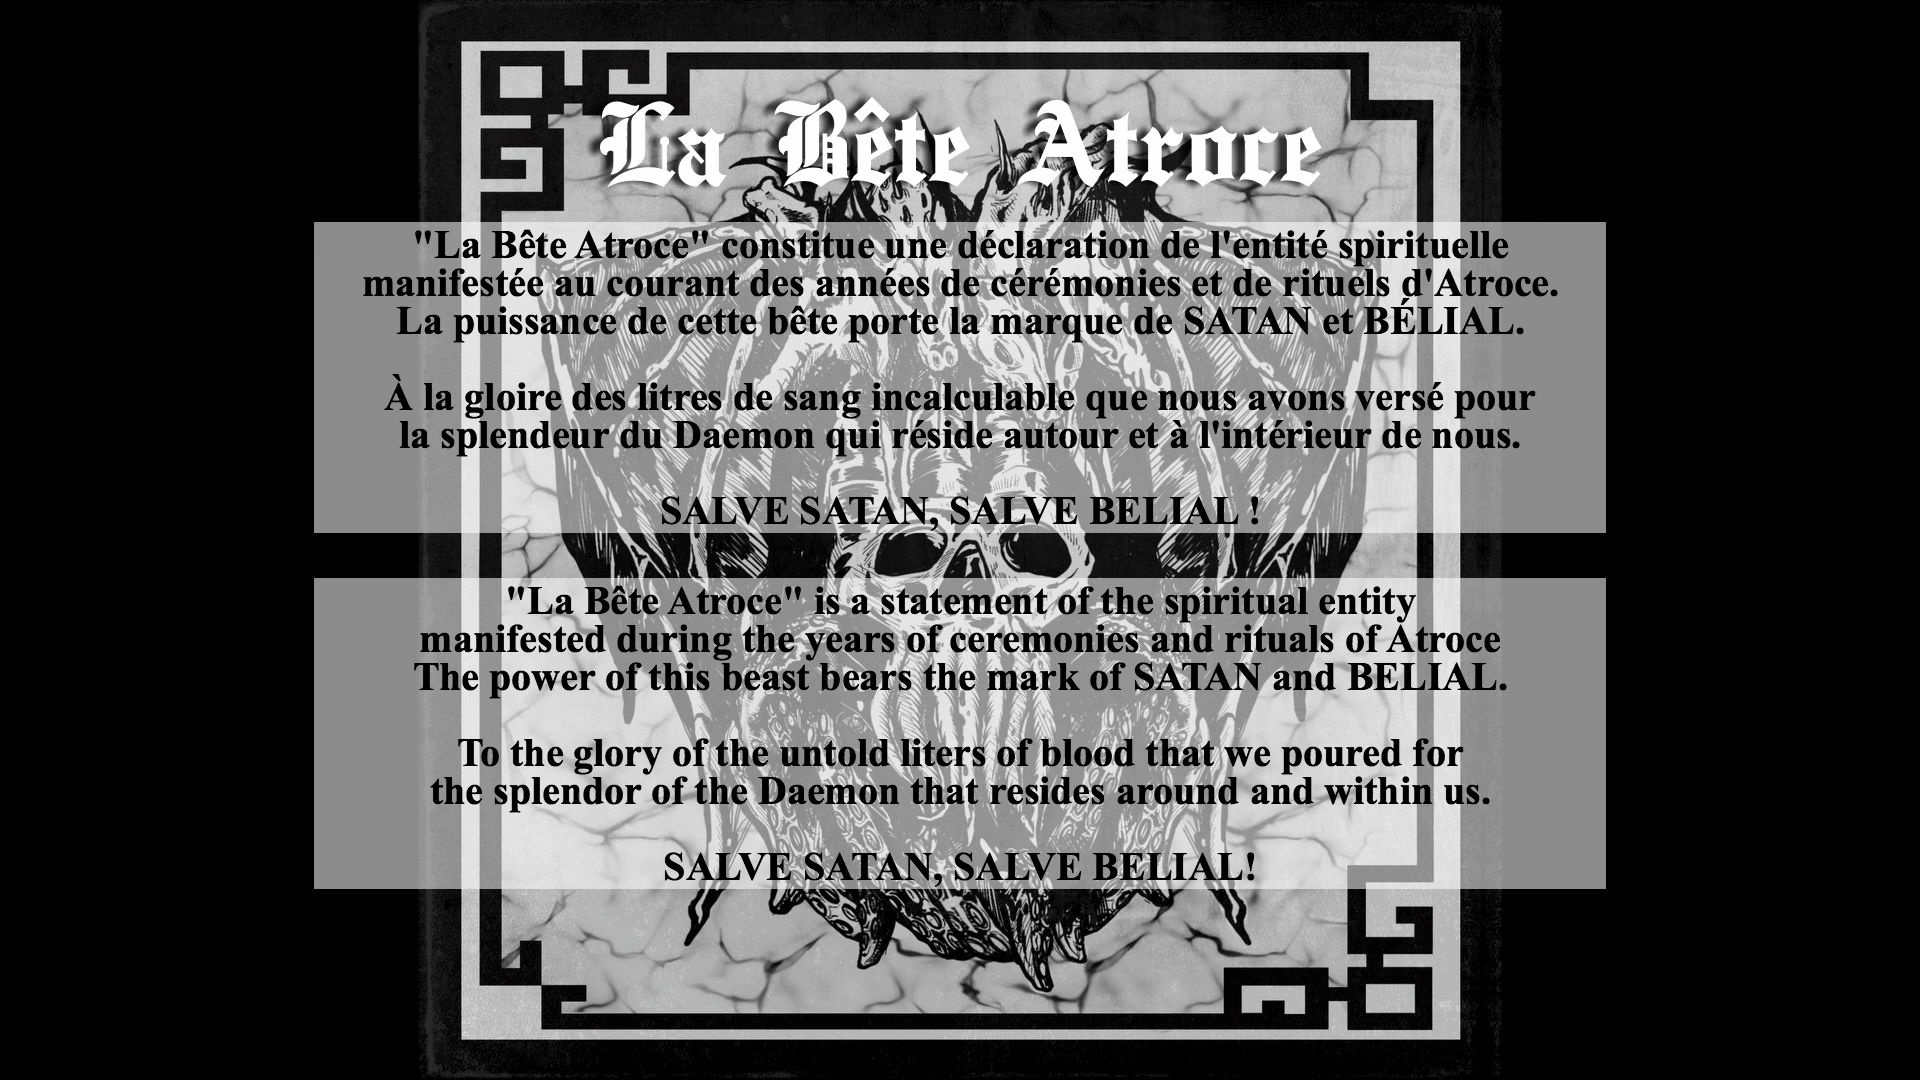 La Bête Atroce
"La Bête Atroce" constitue une déclaration de l'entité spirituelle
manifestée au courant des années de cérémonies et de rituels d'Atroce.
La puissance de cette bête porte la marque de SATAN et BÉLIAL.
À la gloire des litres de sang incalculable que nous avons versé pour
la splendeur du Daemon qui réside autour et à l'intérieur de nous.
SALVE SATAN, SALVE BELIAL !
"La Bête Atroce" is a statement of the spiritual entity
manifested during the years of ceremonies and rituals of Atroce
The power of this beast bears the mark of SATAN and BELIAL.
To the glory of the untold liters of blood that we poured for
the splendor of the Daemon that resides around and within us.
SALVE SATAN, SALVE BELIAL!